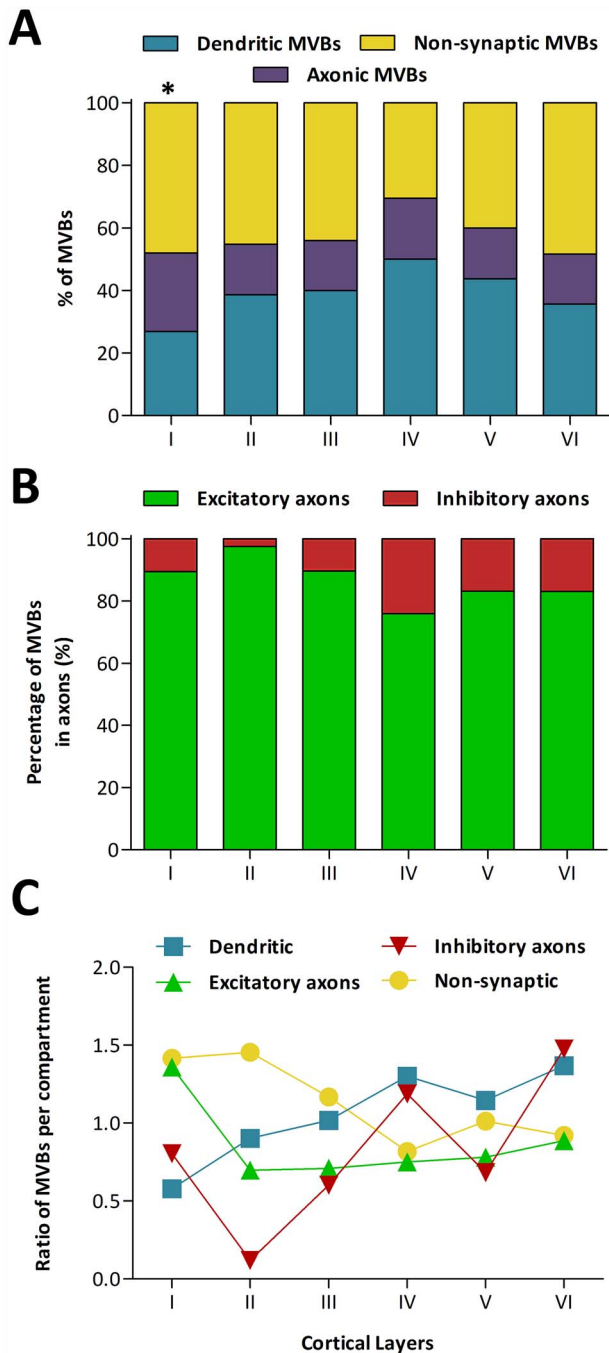 A
Dendritic MVBs
Non-synaptic MVBs
Axonic MVBs
*
100
80
60
40
20
0
% of MVBs
I II III IV V VI
B
Excitatory axons
Inhibitory axons
100
80
60
40
20
0
Percentage of MVBs
in axons (%)
I II III IV V VI
C
Dendritic
Inhibitory axons
Excitatory axons
Non-synaptic
2.0
1.5
1.0
0.5
0.0
Ratio of MVBs per compartment
I II III IV V VI
Cortical Layers